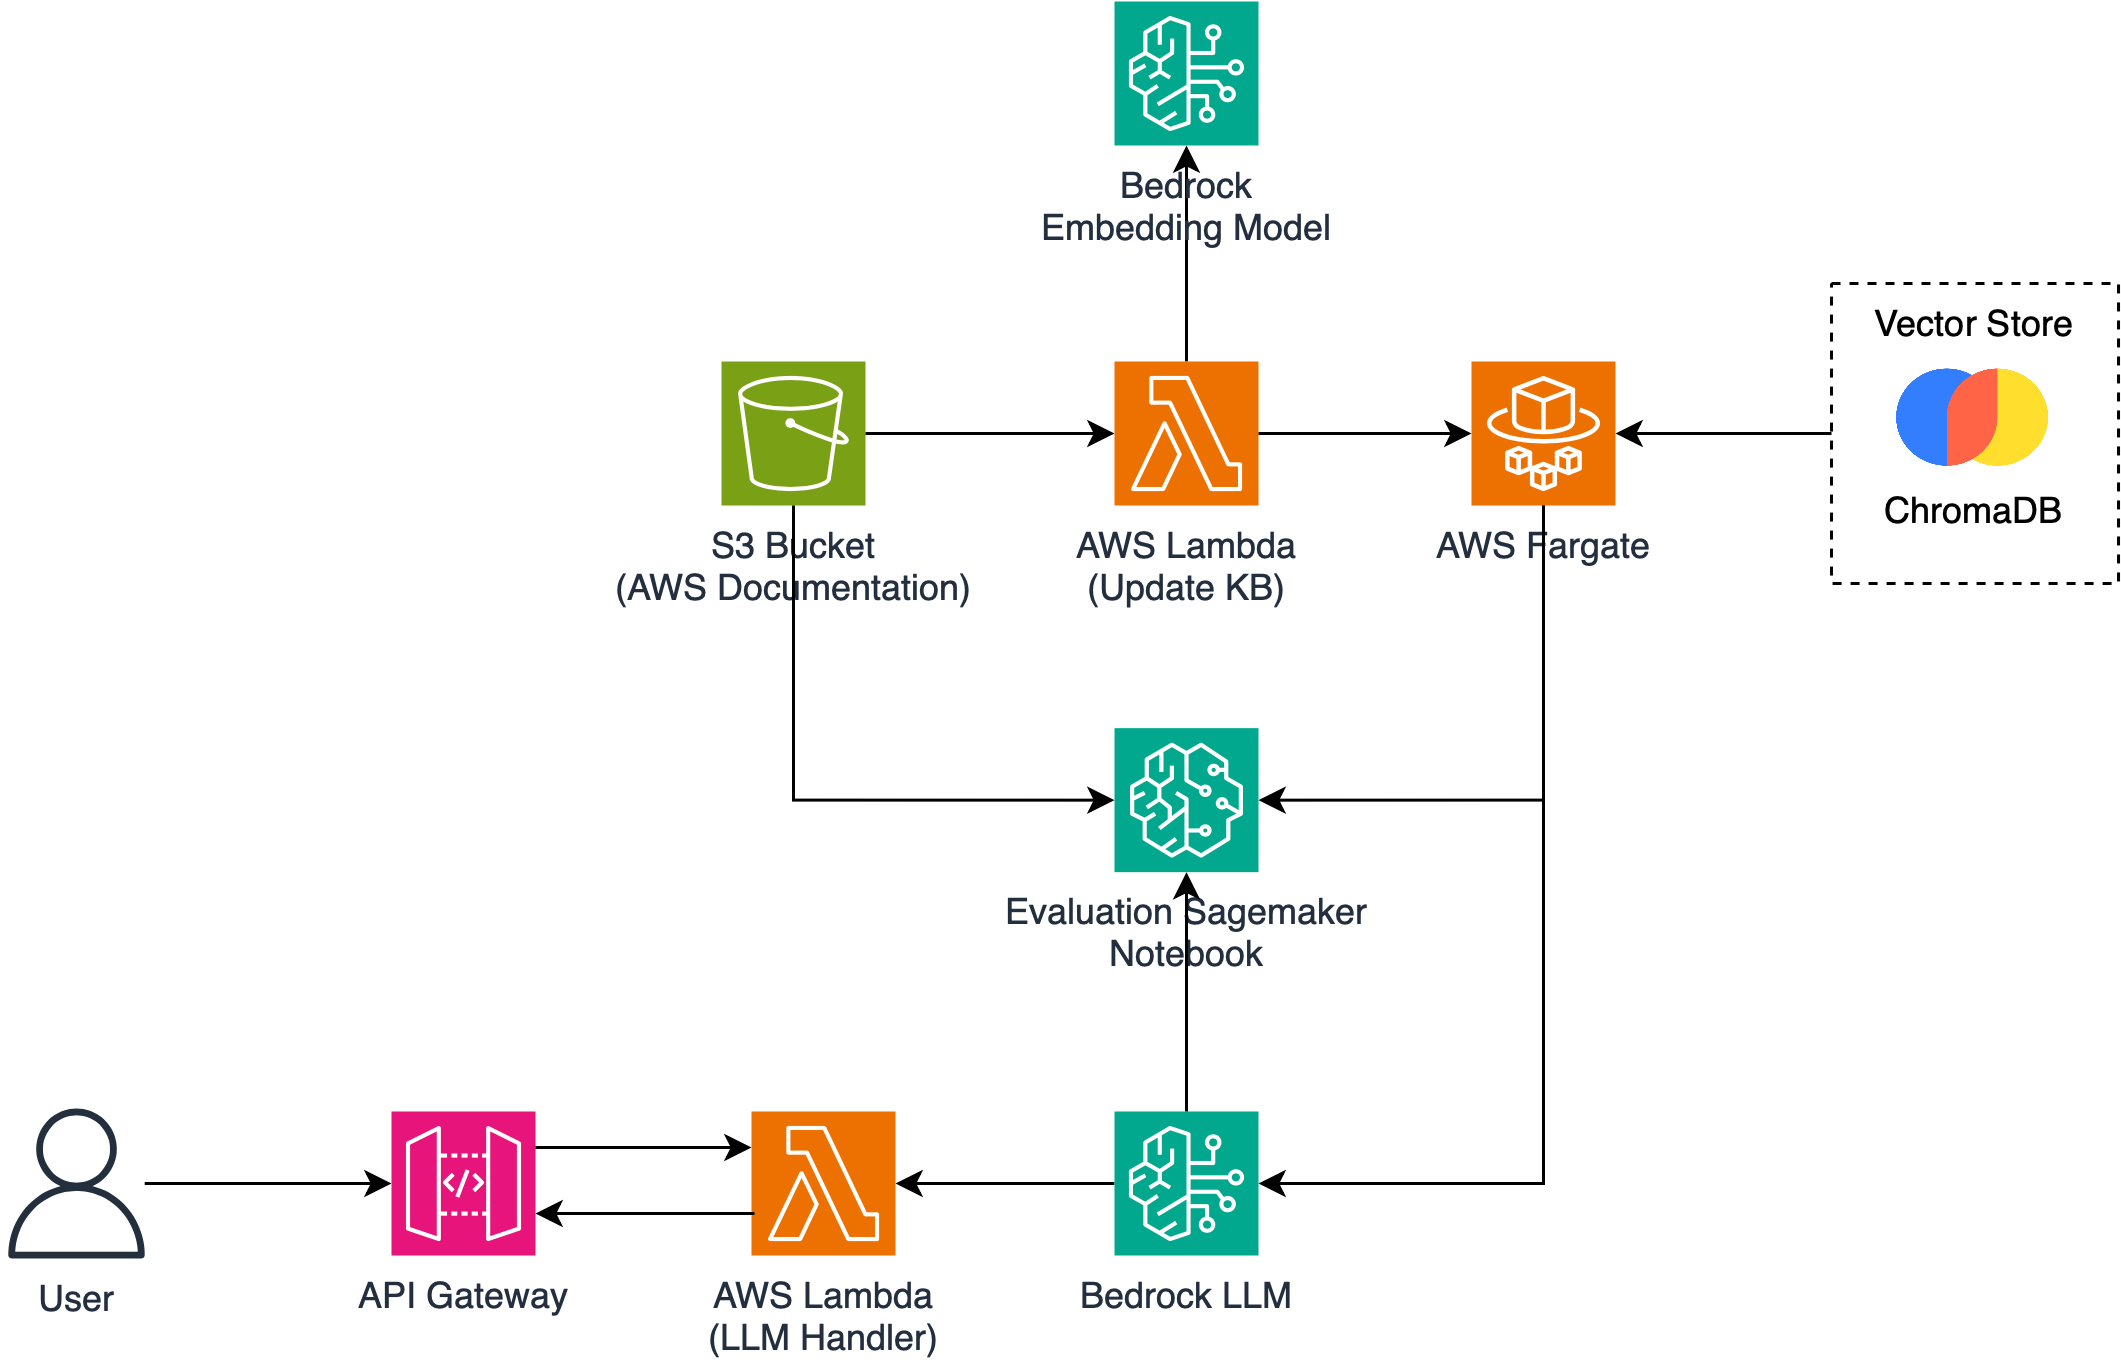 Bedrock
Embedding Model
Vector Store
ChromaDB
S3 Bucket
(AWS Documentation)
AWS Lambda
(Update KB)
AWS Fargate
Evaluation Sagemaker
Notebook
User
API Gateway
</>
AWS Lambda
(LLM Handler)
Bedrock LLM